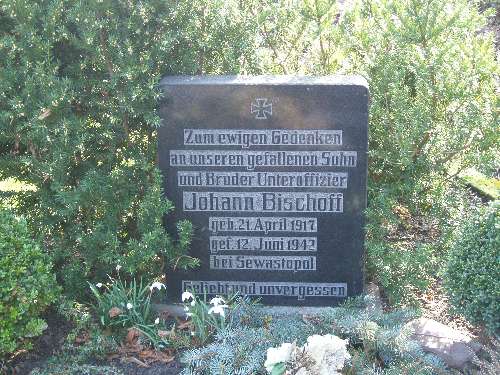 Zum ewigen Gedenken
an unseren gefallenen Sohn
und Bruder Unteroffizier
Johann Bischoff
geb. 21. April 1917
gef. 12. Juni 1942
bei Sewastopol
Geliebt und unvergessen